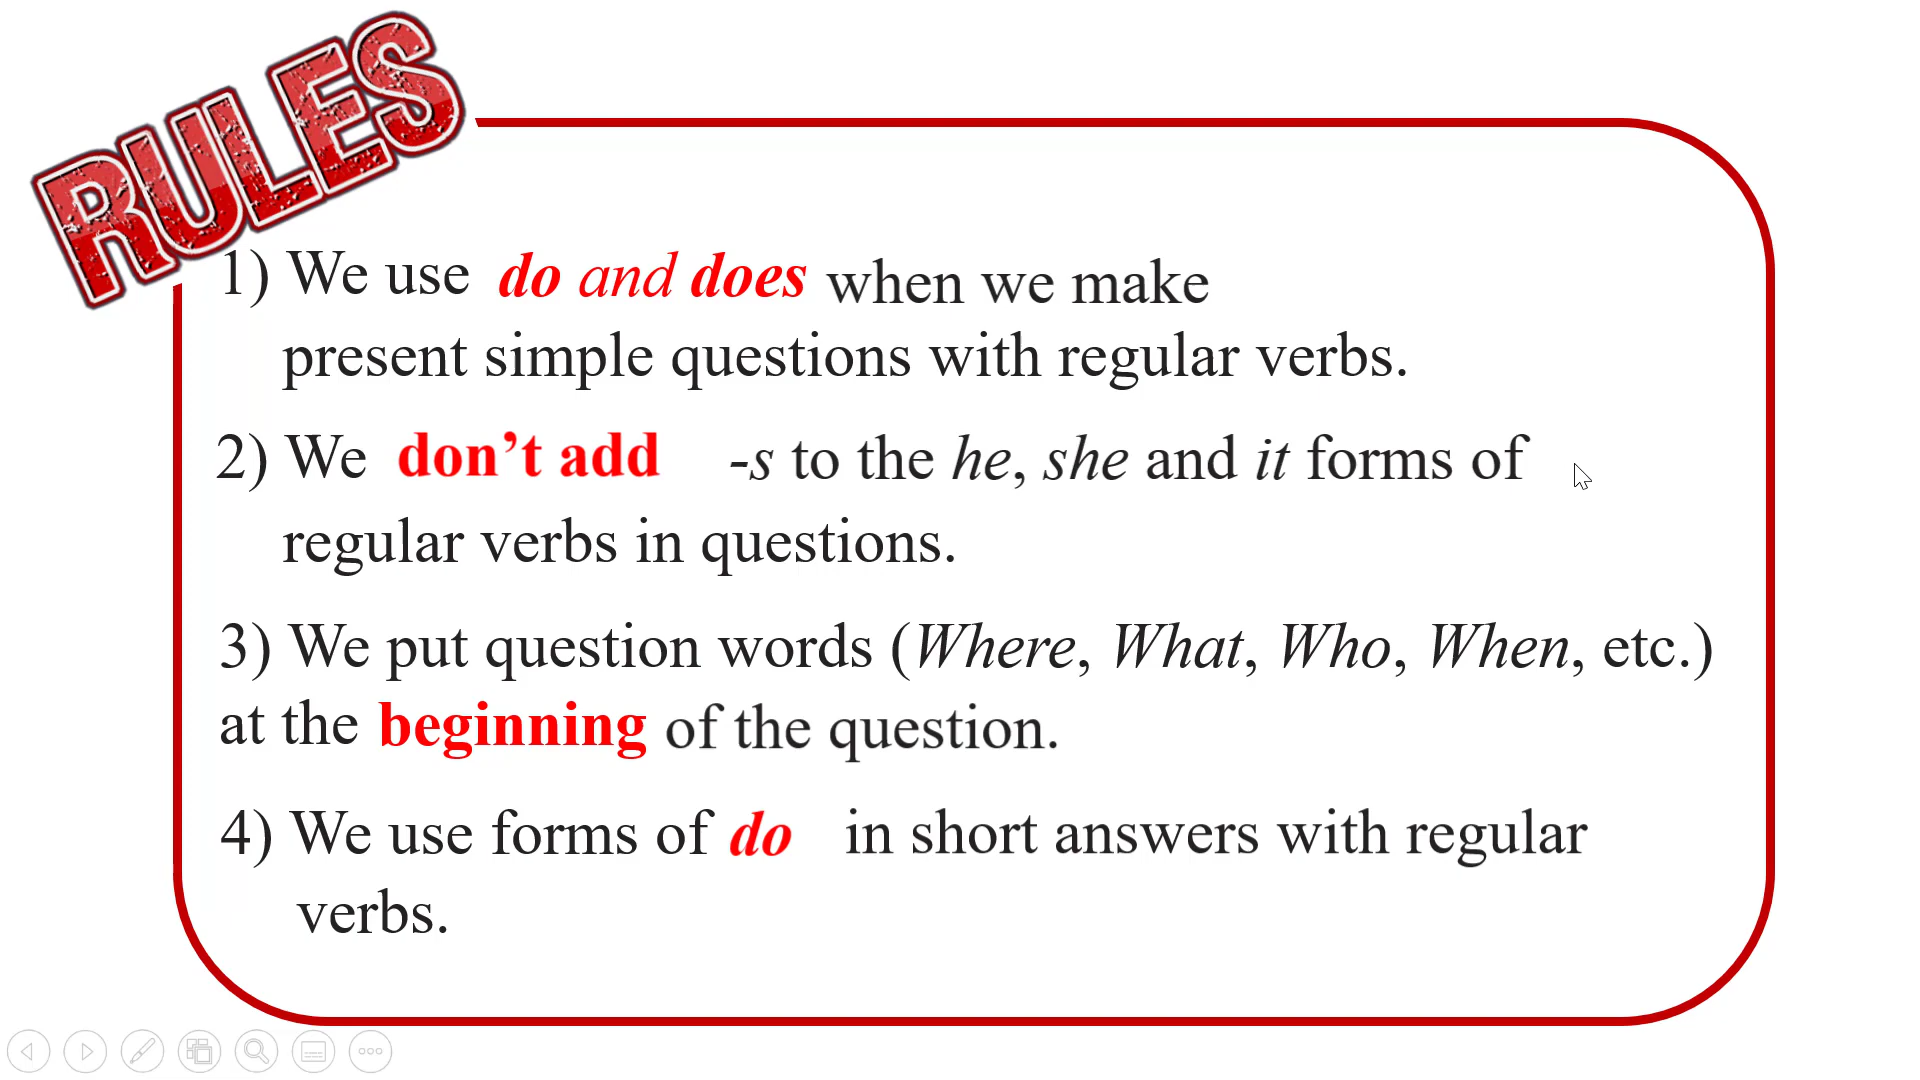 RULES
1) We use do and does when we make
present simple questions with regular verbs.
2) We don’t add -s to the he, she and it forms of
regular verbs in questions.
3) We put question words (Where, What, Who, When, etc.)
at the beginning of the question.
4) We use forms of do in short answers with regular
verbs.